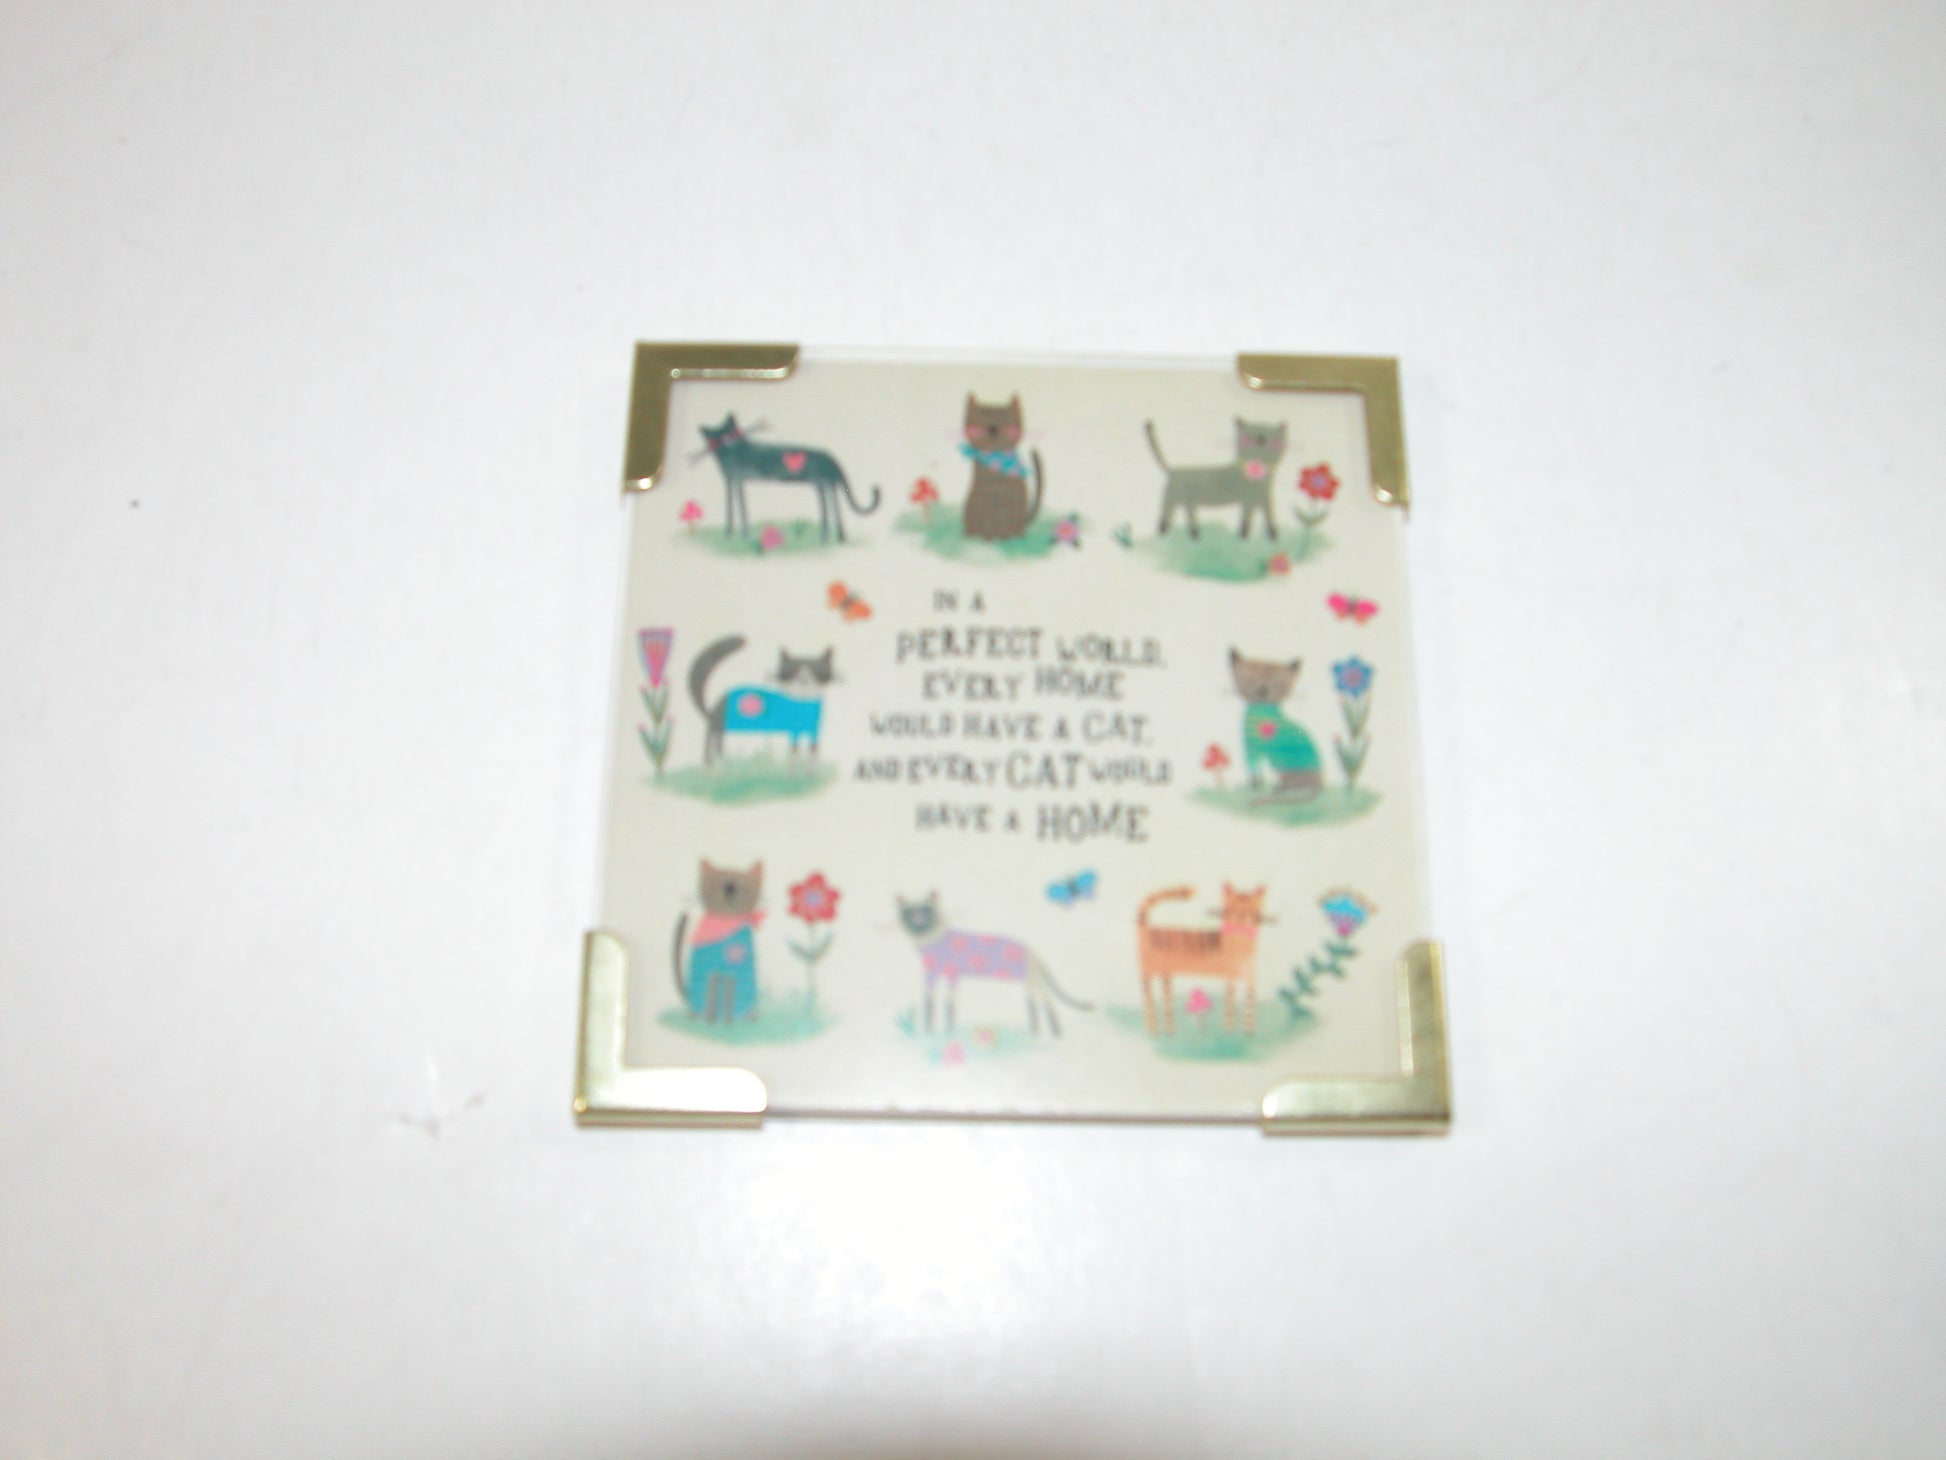 IN A
PERFECT WORLD,
EVERY HOME
WOULD HAVE A CAT,
AND EVERY CAT WOULD
HAVE A HOME